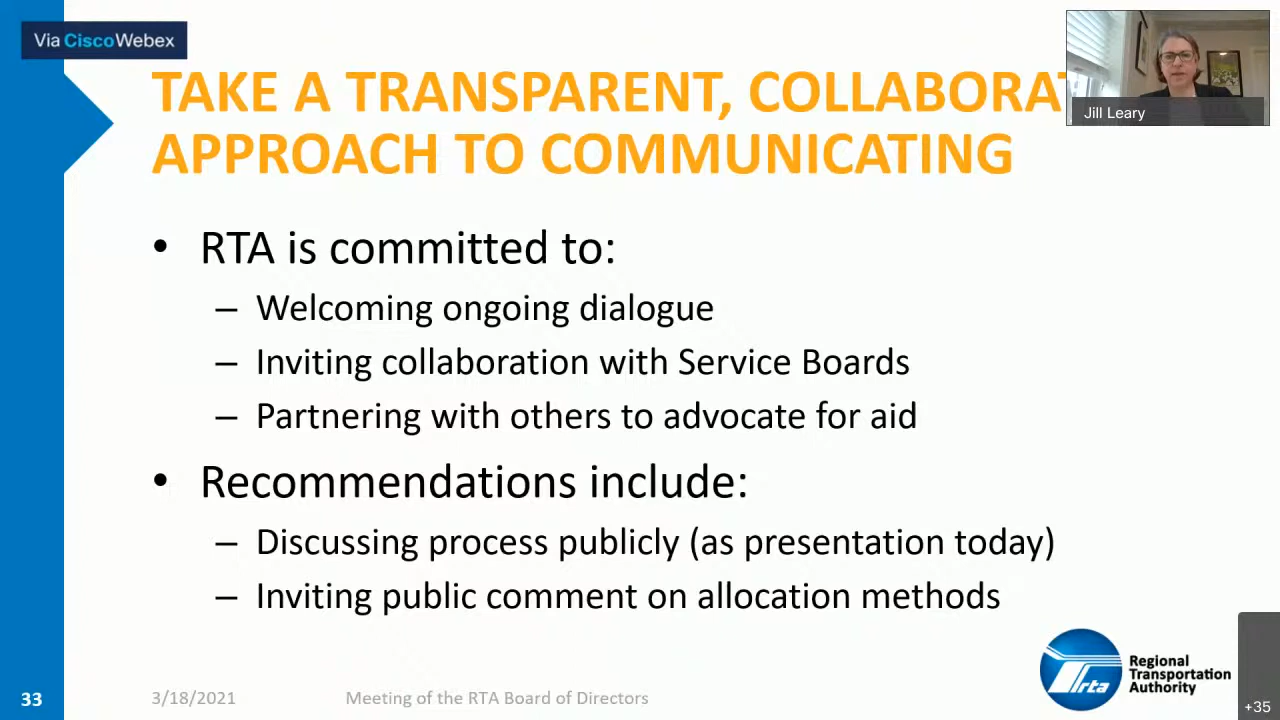 Via Cisco Webex
TAKE A TRANSPARENT, COLLABORAT
APPROACH TO COMMUNICATING
Jill Leary
• RTA is committed to:
– Welcoming ongoing dialogue
– Inviting collaboration with Service Boards
– Partnering with others to advocate for aid
• Recommendations include:
– Discussing process publicly (as presentation today)
– Inviting public comment on allocation methods
rta
Regional
Transportation
Authority
33
3/18/2021
Meeting of the RTA Board of Directors
+35